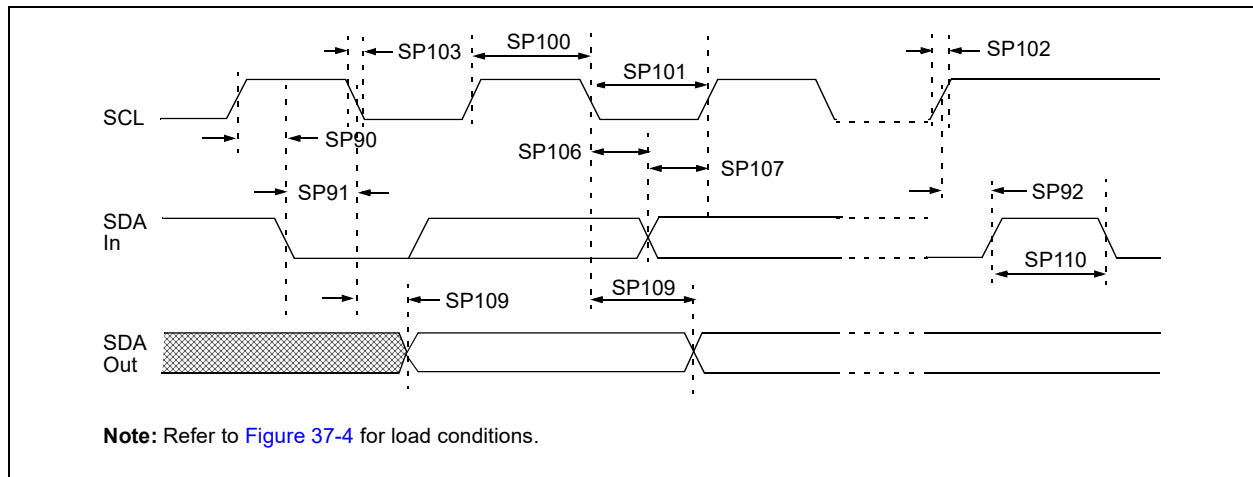 SP103
SP100
SP102
SP101
SCL
SP90
SP106
SP107
SP91
SP92
SDA
In
SP110
SP109
SP109
SDA
Out
Note: Refer to Figure 37-4 for load conditions.